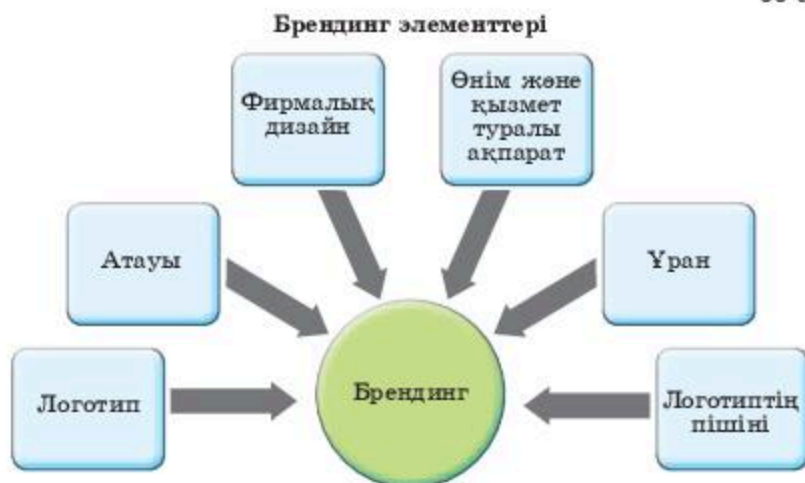 Брендинг элементтері
Фирмалық
дизайн
Өнім және
қызмет
туралы
ақпарат
Атауы
Ұран
Логотип
Брендинг
Логотиптің
пішіні